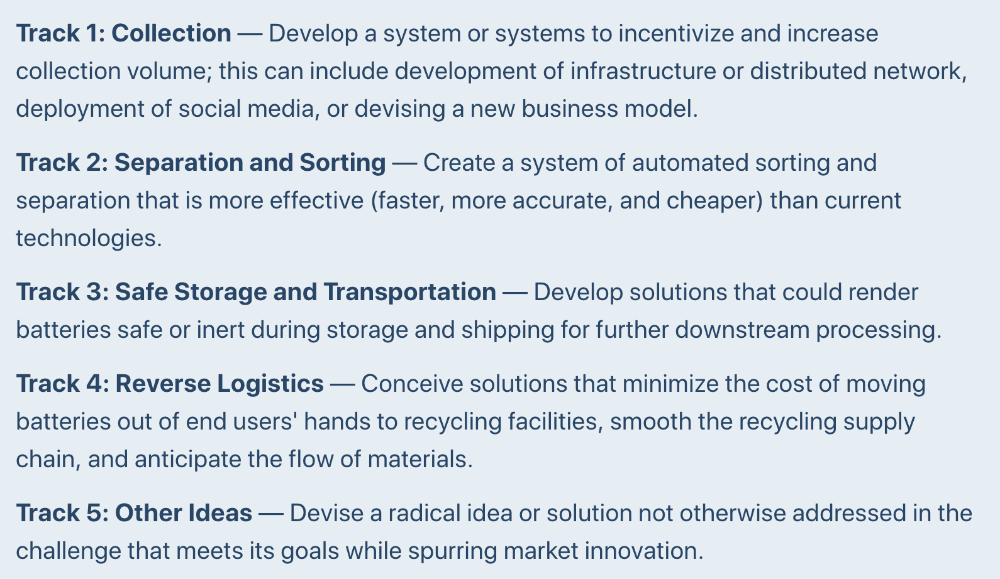 Track 1: Collection — Develop a system or systems to incentivize and increase
collection volume; this can include development of infrastructure or distributed network,
deployment of social media, or devising a new business model.
Track 2: Separation and Sorting — Create a system of automated sorting and
separation that is more effective (faster, more accurate, and cheaper) than current
technologies.
Track 3: Safe Storage and Transportation — Develop solutions that could render
batteries safe or inert during storage and shipping for further downstream processing.
Track 4: Reverse Logistics — Conceive solutions that minimize the cost of moving
batteries out of end users' hands to recycling facilities, smooth the recycling supply
chain, and anticipate the flow of materials.
Track 5: Other Ideas — Devise a radical idea or solution not otherwise addressed in the
challenge that meets its goals while spurring market innovation.